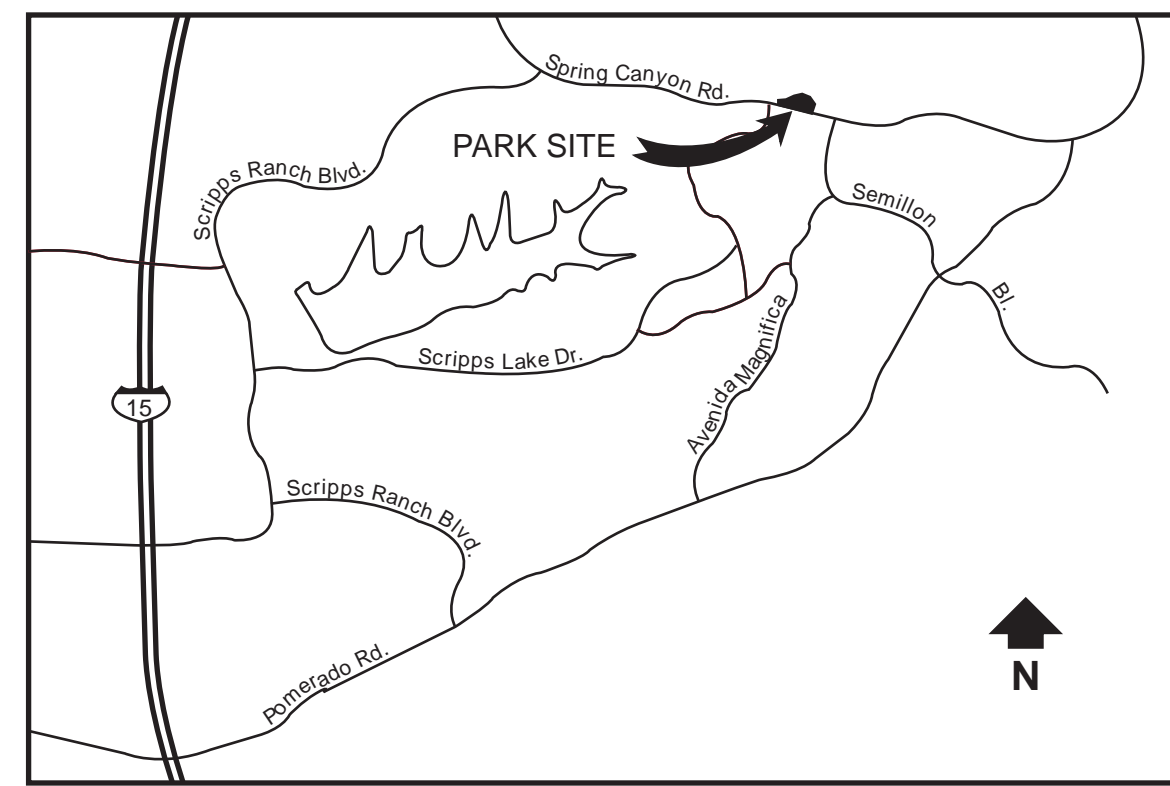 Spring Canyon Rd.
PARK SITE
Scripps Ranch Blvd.
Semillon
Bl.
Avenida Magnifica
Scripps Lake Dr.
15
Scripps Ranch Blvd.
Pomerado Rd.
N